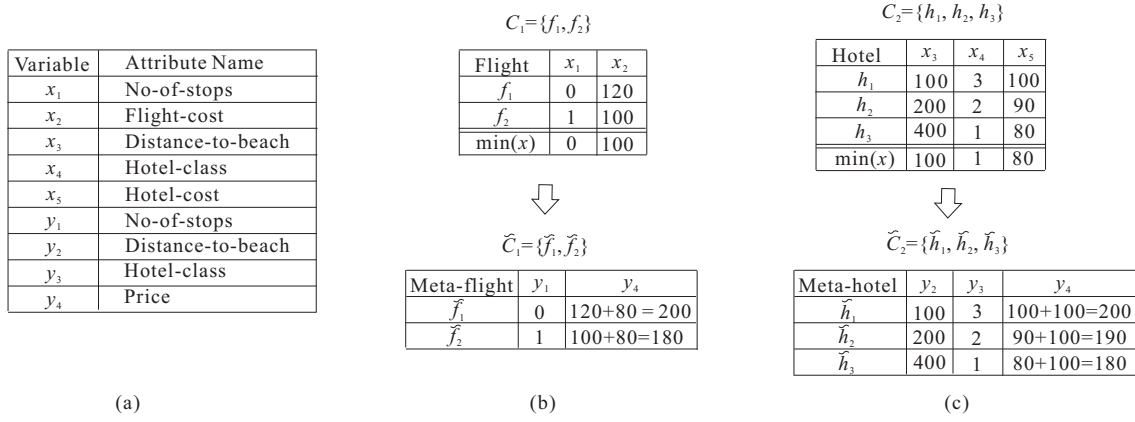 Variable Attribute Name
x₁ No-of-stops
x₂ Flight-cost
x₃ Distance-to-beach
x₄ Hotel-class
x₅ Hotel-cost
y₁ No-of-stops
y₂ Distance-to-beach
y₃ Hotel-class
y₄ Price
(a)
C₁={f₁, f₂}
Flight x₁ x₂
f₁ 0 120
f₂ 1 100
min(x) 0 100
C̆₁={f̆₁, f̆₂}
Meta-flight y₁ y₄
f̆₁ 0 120+80 = 200
f̆₂ 1 100+80=180
(b)
C₂={h₁, h₂, h₃}
Hotel x₃ x₄ x₅
h₁ 100 3 100
h₂ 200 2 90
h₃ 400 1 80
min(x) 100 1 80
C̆₂={h̆₁, h̆₂, h̆₃}
Meta-hotel y₂ y₃ y₄
h̆₁ 100 3 100+100=200
h̆₂ 200 2 90+100=190
h̆₃ 400 1 80+100=180
(c)